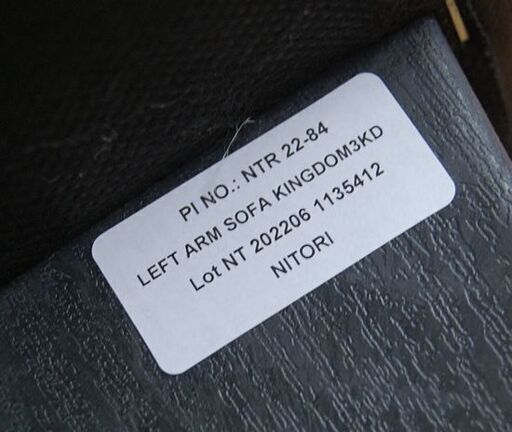 PI NO.: NTR 22-84
LEFT ARM SOFA KINGDOM3KD
Lot NT 202206 1135412
NITORI